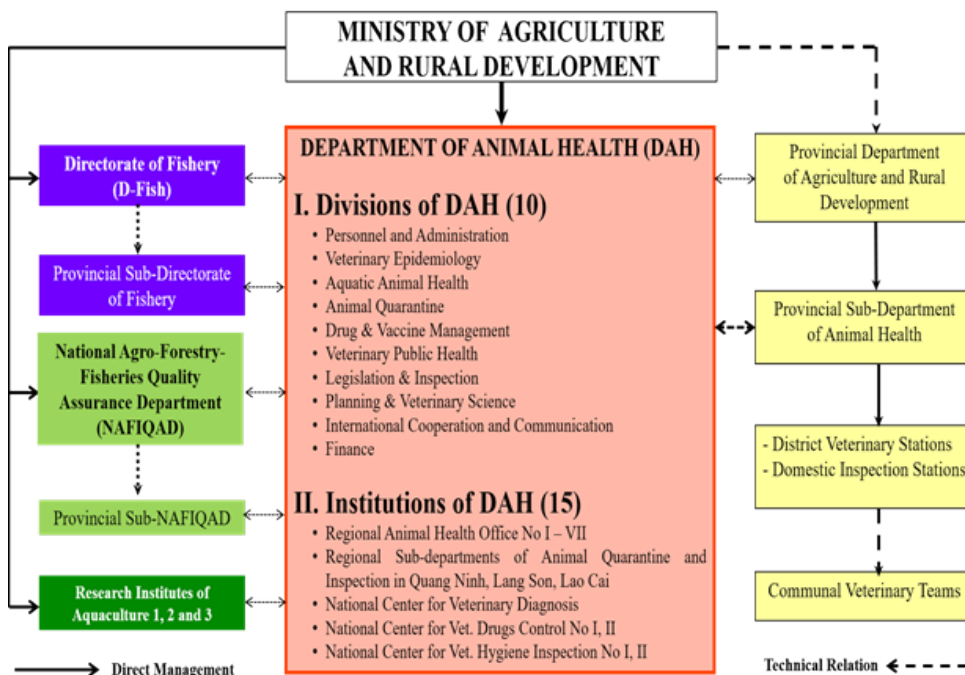 MINISTRY OF AGRICULTURE
AND RURAL DEVELOPMENT
Directorate of Fishery
(D-Fish)
Provincial Sub-Directorate
of Fishery
National Agro-Forestry-
Fisheries Quality
Assurance Department
(NAFIQAD)
Provincial Sub-NAFIQAD
Research Institutes of
Aquaculture 1, 2 and 3
Direct Management
DEPARTMENT OF ANIMAL HEALTH (DAH)
I. Divisions of DAH (10)
• Personnel and Administration
• Veterinary Epidemiology
• Aquatic Animal Health
• Animal Quarantine
• Drug & Vaccine Management
• Veterinary Public Health
• Legislation & Inspection
• Planning & Veterinary Science
• International Cooperation and Communication
• Finance
II. Institutions of DAH (15)
• Regional Animal Health Office No I – VII
• Regional Sub-departments of Animal Quarantine and
Inspection in Quang Ninh, Lang Son, Lao Cai
• National Center for Veterinary Diagnosis
• National Center for Vet. Drugs Control No I, II
• National Center for Vet. Hygiene Inspection No I, II
Provincial Department
of Agriculture and Rural
Development
Provincial Sub-Department
of Animal Health
- District Veterinary Stations
- Domestic Inspection Stations
Communal Veterinary Teams
Technical Relation